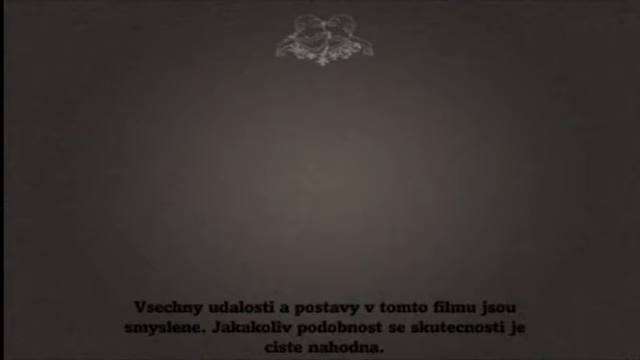 Vsechny udalosti a postavy v tomto filmu jsou
smyslene. Jakakoliv podobnost se skutecnosti je
ciste nahodna.